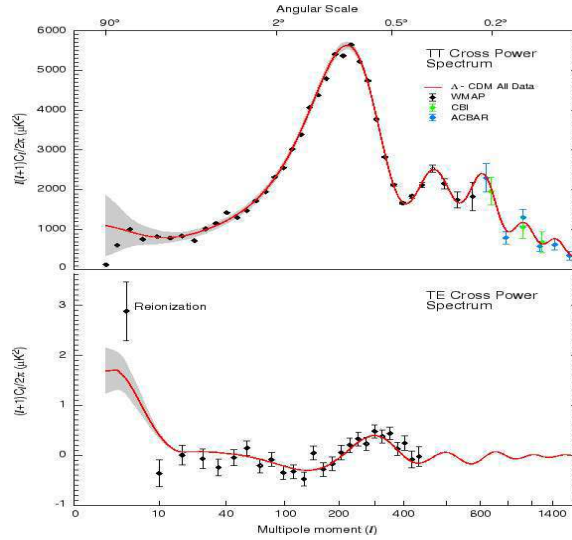 Angular Scale
90° 2° 0.5° 0.2°
6000
5000
4000
3000
2000
1000
0
l(l+1)Cl/2π (μK²)
TT Cross Power
Spectrum
Λ - CDM All Data
WMAP
CBI
ACBAR
3
2
1
0
-1
(l+1)Cl/2π (μK²)
Reionization
TE Cross Power
Spectrum
0 10 40 100 200 400 800 1400
Multipole moment (l)